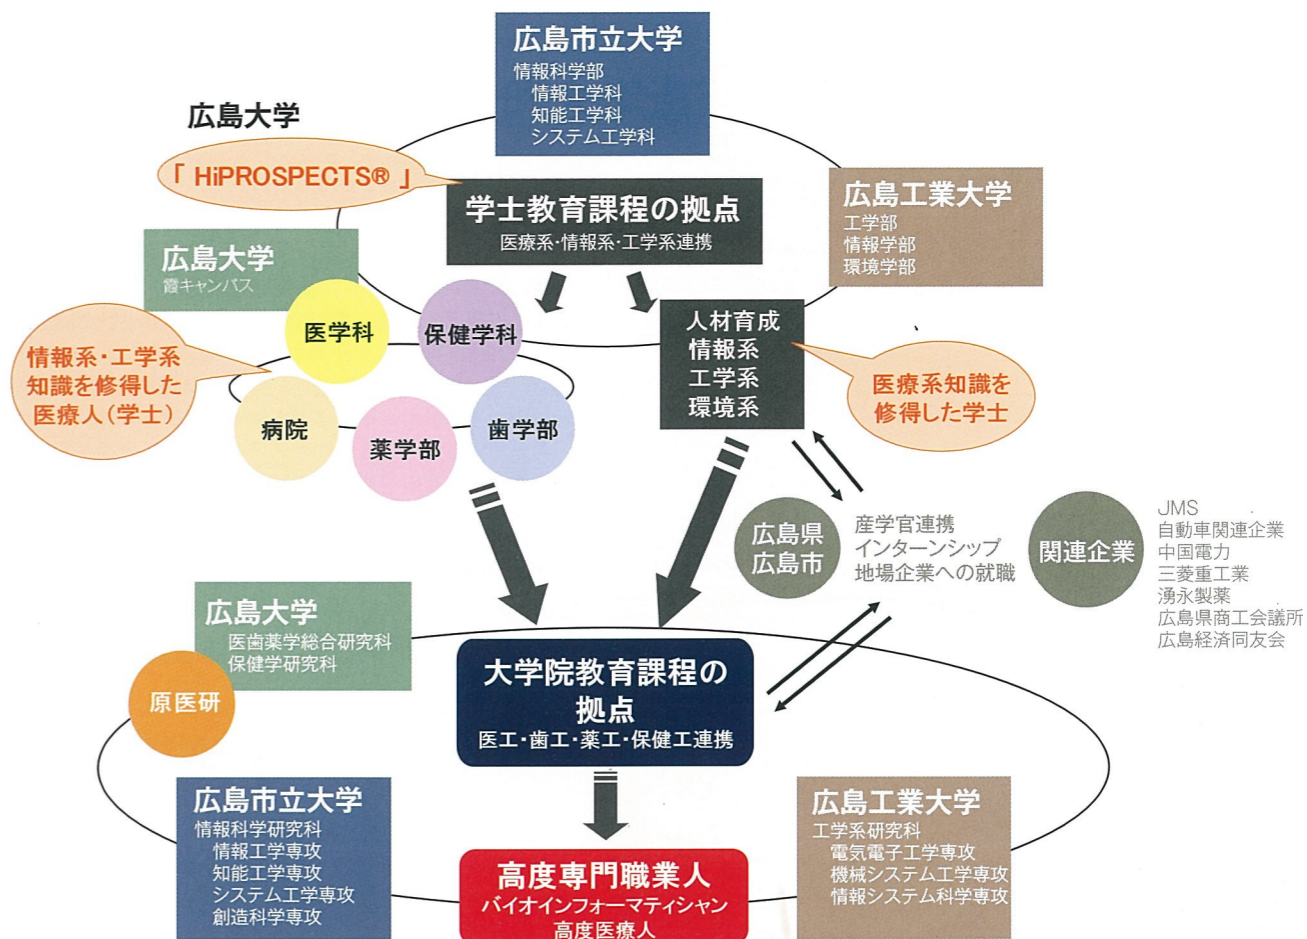 広島市立大学
情報科学部
情報工学科
知能工学科
システム工学科
広島大学
「 HiPROSPECTS® 」
学士教育課程の拠点
医療系・情報系・工学系連携
広島工業大学
工学部
情報学部
環境学部
広島大学
霞キャンパス
医学科
保健学科
病院
薬学部
歯学部
情報系・工学系
知識を修得した
医療人(学士)
人材育成
情報系
工学系
環境系
医療系知識を
修得した学士
広島県
広島市
産学官連携
インターンシップ
地場企業への就職
関連企業
JMS
自動車関連企業
中国電力
三菱重工業
湧永製薬
広島県商工会議所
広島経済同友会
広島大学
医歯薬学総合研究科
保健学研究科
原医研
大学院教育課程の
拠点
医工・歯工・薬工・保健工連携
広島市立大学
情報科学研究科
情報工学専攻
知能工学専攻
システム工学専攻
創造科学専攻
高度専門職業人
バイオインフォーマティシャン
高度医療人
広島工業大学
工学系研究科
電気電子工学専攻
機械システム工学専攻
情報システム科学専攻